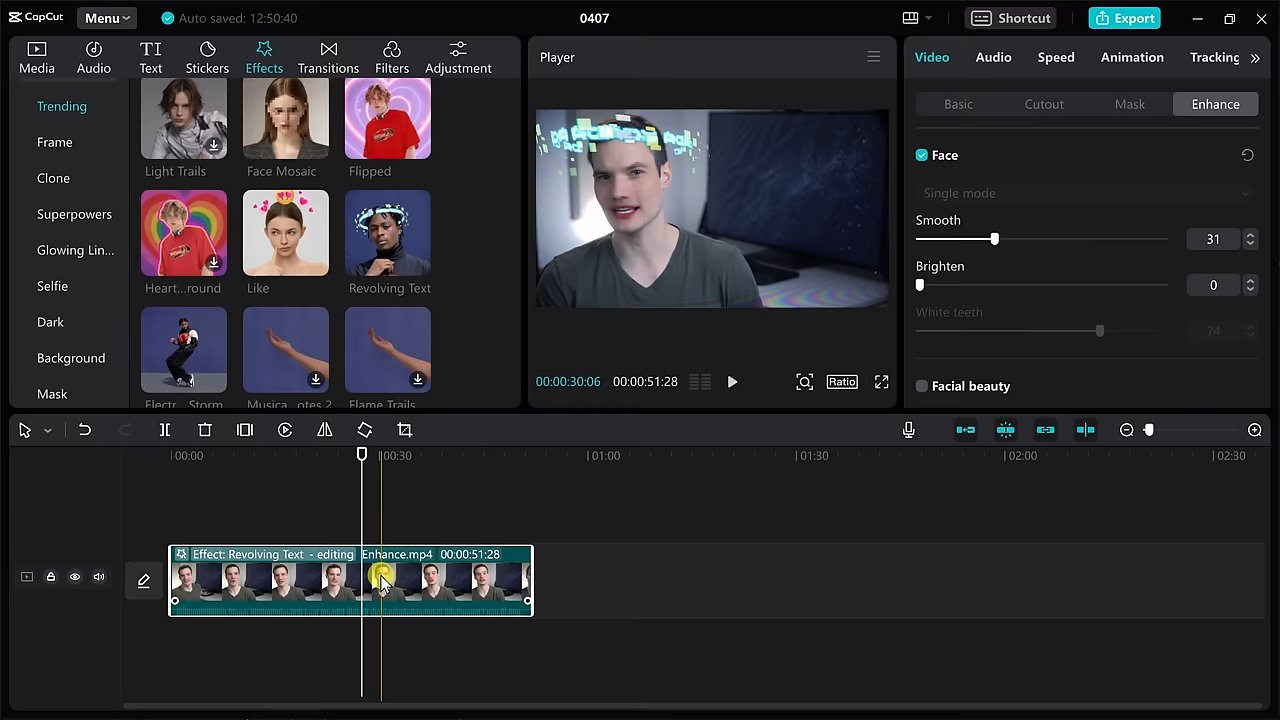 CapCut
Menu
Auto saved: 12:50:40
0407
Shortcut
Export
Media
Audio
TI
Text
Stickers
Effects
Transitions
Filters
Adjustment
Trending
Frame
Clone
Superpowers
Glowing Lin...
Selfie
Dark
Background
Mask
Light Trails
Face Mosaic
Flipped
Heart...round
Like
Revolving Text
Electr... Storm
Musica...otes 2
Flame Trails
Player
00:00:30:06
00:00:51:28
Ratio
Video
Audio
Speed
Animation
Tracking
Basic
Cutout
Mask
Enhance
Face
Single mode
Smooth
31
Brighten
0
White teeth
74
Facial beauty
00:00
00:30
01:00
01:30
02:00
02:30
Effect: Revolving Text - editing Enhance.mp4 00:00:51:28